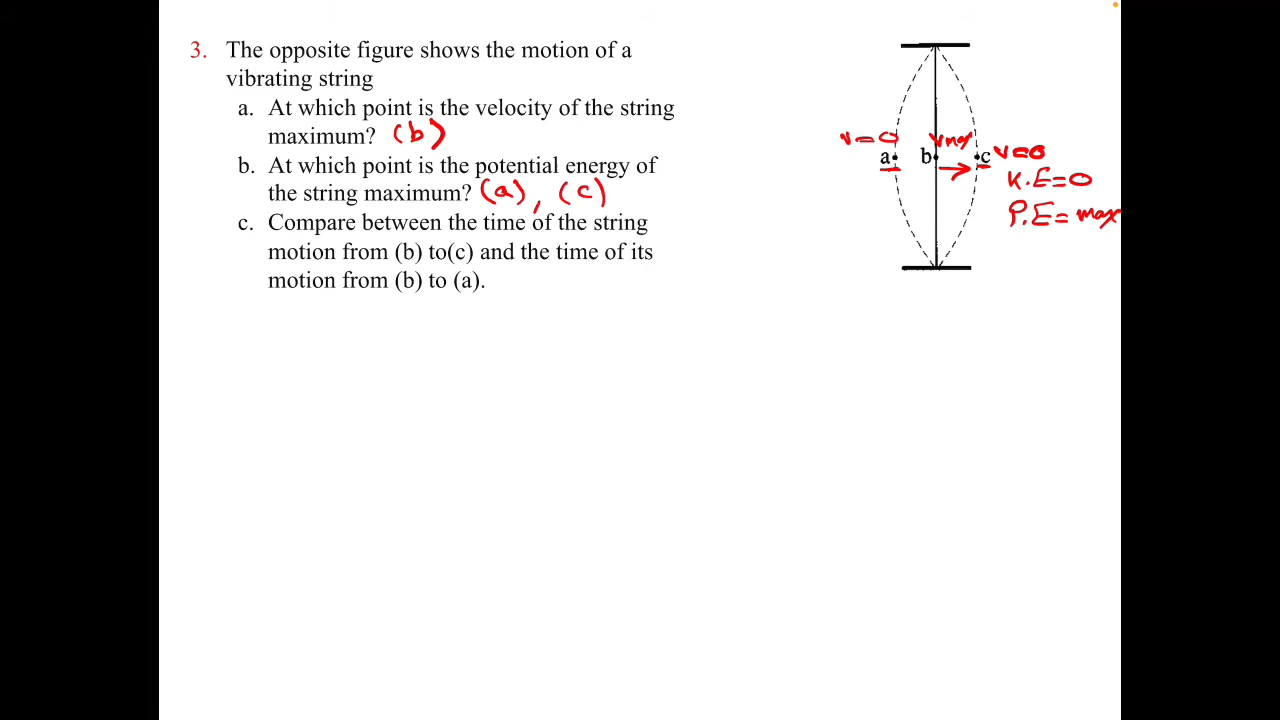 3. The opposite figure shows the motion of a
vibrating string
a. At which point is the velocity of the string
maximum? (b)
b. At which point is the potential energy of
the string maximum? (a), (c)
c. Compare between the time of the string
motion from (b) to(c) and the time of its
motion from (b) to (a).
v=0 vmax
a b c v=0
K.E=0
P.E=max